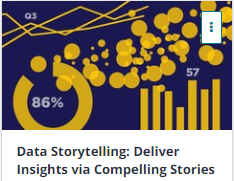 Q3
57
86%
Data Storytelling: Deliver
Insights via Compelling Stories